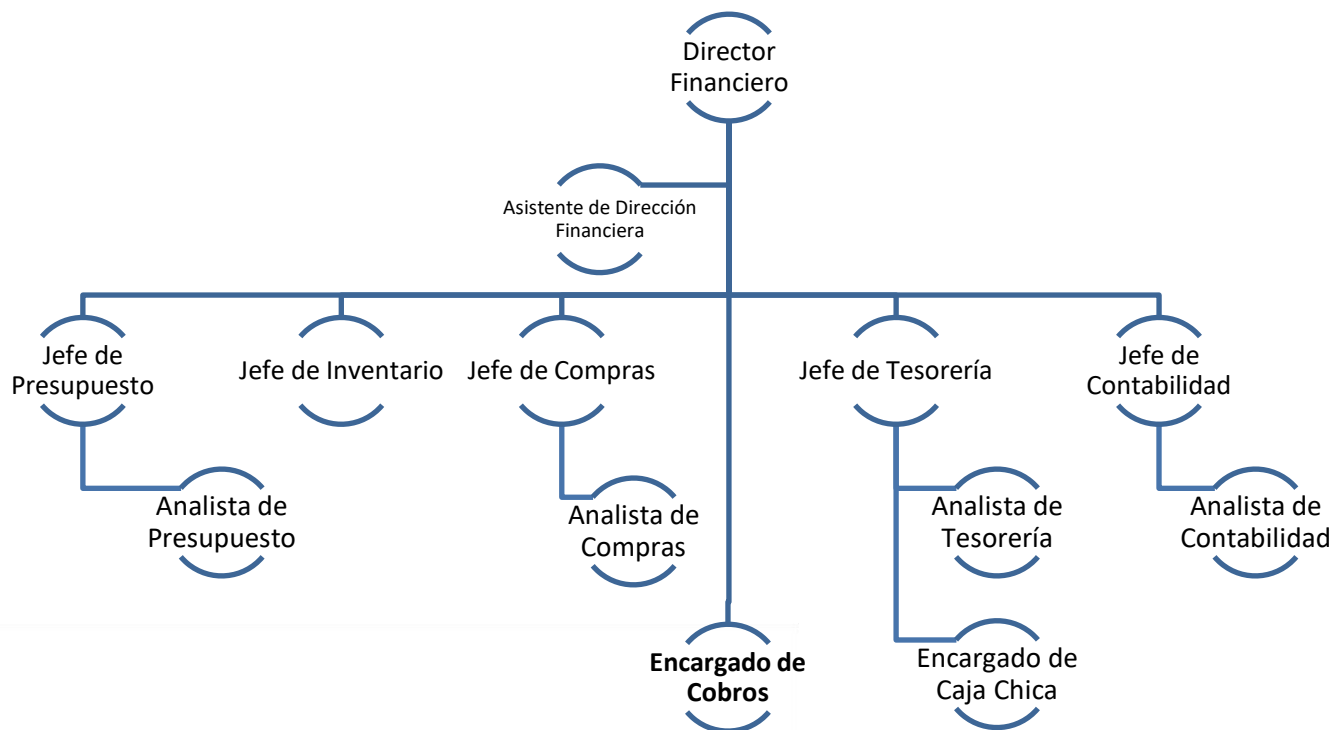 Director
Financiero
Asistente de Dirección
Financiera
Jefe de
Presupuesto
Jefe de Inventario
Jefe de Compras
Jefe de Tesorería
Jefe de
Contabilidad
Analista de
Presupuesto
Analista de
Compras
Analista de
Tesorería
Analista de
Contabilidad
Encargado de
Cobros
Encargado de
Caja Chica